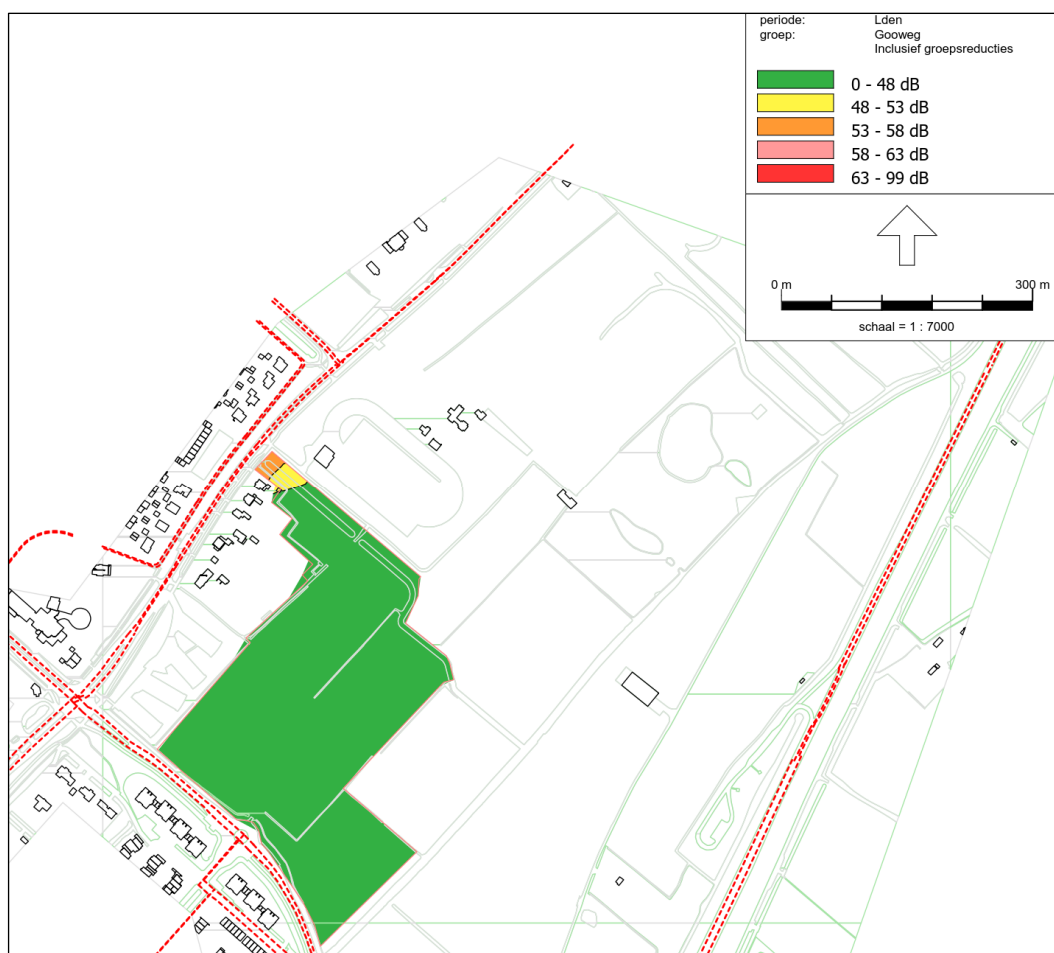 periode: Lden
groep: Gooweg
Inclusief groepsreducties
0 - 48 dB
48 - 53 dB
53 - 58 dB
58 - 63 dB
63 - 99 dB
0 m 300 m
schaal = 1 : 7000